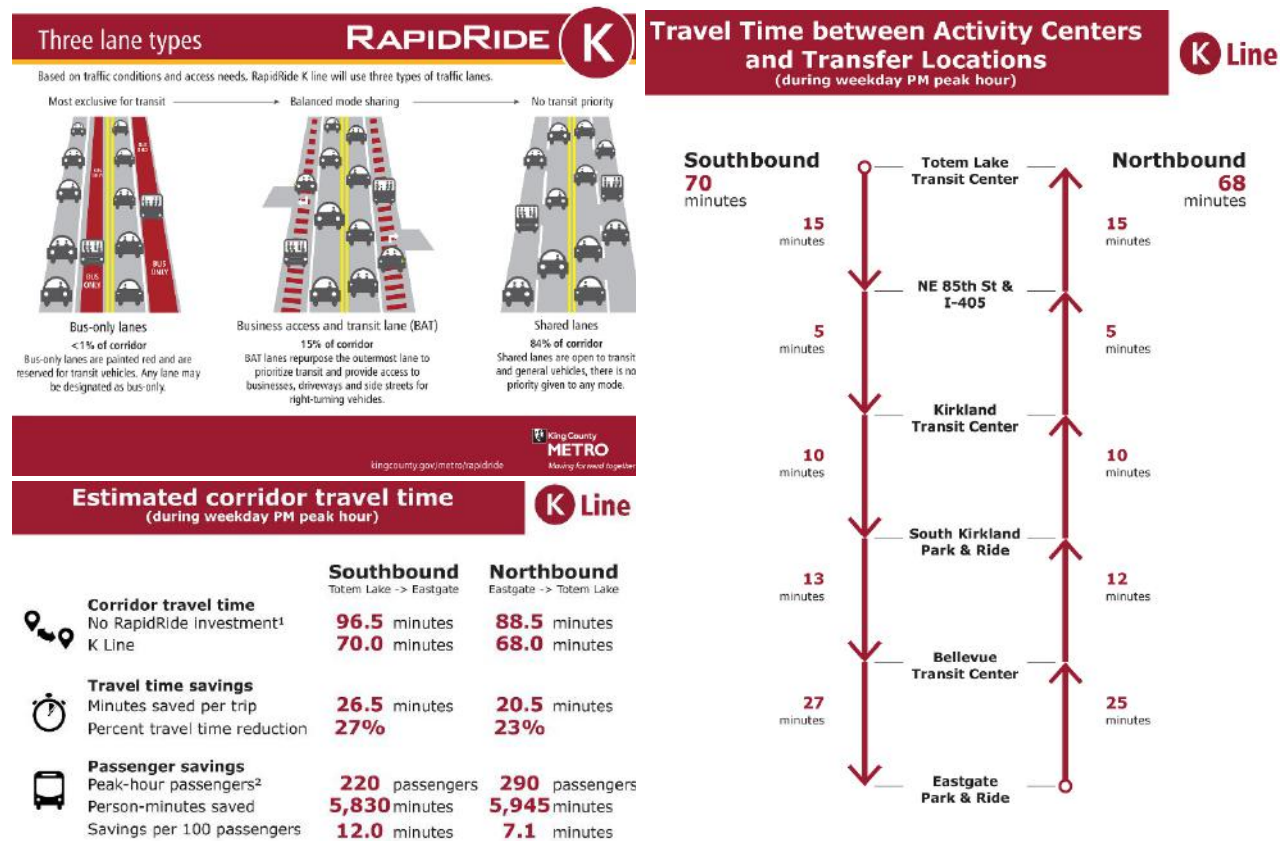 Three lane types
RAPIDRIDE K
Based on traffic conditions and access needs, RapidRide K line will use three types of traffic lanes.
Most exclusive for transit
Balanced mode sharing
No transit priority
BUS ONLY
BUS ONLY
BUS ONLY
BUS ONLY
Bus-only lanes
<1% of corridor
Bus-only lanes are painted red and are
reserved for transit vehicles. Any lane may
be designated as bus-only.
Business access and transit lane (BAT)
15% of corridor
BAT lanes repurpose the outermost lane to
prioritize transit and provide access to
businesses, driveways and side streets for
right-turning vehicles.
Shared lanes
84% of corridor
Shared lanes are open to transit
and general vehicles, there is no
priority given to any mode.
kingcounty.gov/metro/rapidride
King County
METRO
Moving forward together
Estimated corridor travel time
(during weekday PM peak hour)
K Line
Southbound Northbound
Totem Lake -> Eastgate Eastgate -> Totem Lake
Corridor travel time
No RapidRide investment¹ 96.5 minutes 88.5 minutes
K Line 70.0 minutes 68.0 minutes
Travel time savings
Minutes saved per trip 26.5 minutes 20.5 minutes
Percent travel time reduction 27% 23%
Passenger savings
Peak-hour passengers² 220 passengers 290 passengers
Person-minutes saved 5,830 minutes 5,945 minutes
Savings per 100 passengers 12.0 minutes 7.1 minutes
Travel Time between Activity Centers
and Transfer Locations
(during weekday PM peak hour)
K Line
Southbound
70
minutes
Northbound
68
minutes
Totem Lake
Transit Center
15 15
minutes minutes
NE 85th St &
I-405
5 5
minutes minutes
Kirkland
Transit Center
10 10
minutes minutes
South Kirkland
Park & Ride
13 12
minutes minutes
Bellevue
Transit Center
27 25
minutes minutes
Eastgate
Park & Ride